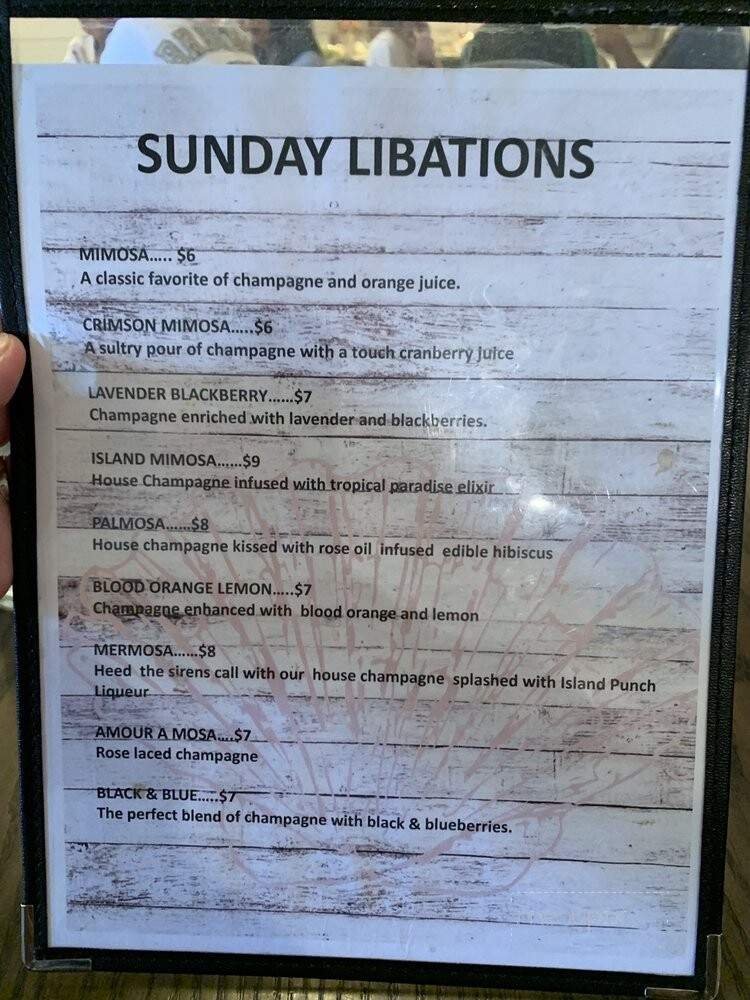 SUNDAY LIBATIONS
MIMOSA..... $6
A classic favorite of champagne and orange juice.
CRIMSON MIMOSA.....$6
A sultry pour of champagne with a touch cranberry juice
LAVENDER BLACKBERRY......$7
Champagne enriched with lavender and blackberries.
ISLAND MIMOSA......$9
House Champagne infused with tropical paradise elixir
PALMOSA......$8
House champagne kissed with rose oil infused edible hibiscus
BLOOD ORANGE LEMON.....$7
Champagne enhanced with blood orange and lemon
MERMOSA......$8
Heed the sirens call with our house champagne splashed with Island Punch
Liqueur
AMOUR A MOSA....$7
Rose laced champagne
BLACK & BLUE.....$7
The perfect blend of champagne with black & blueberries.